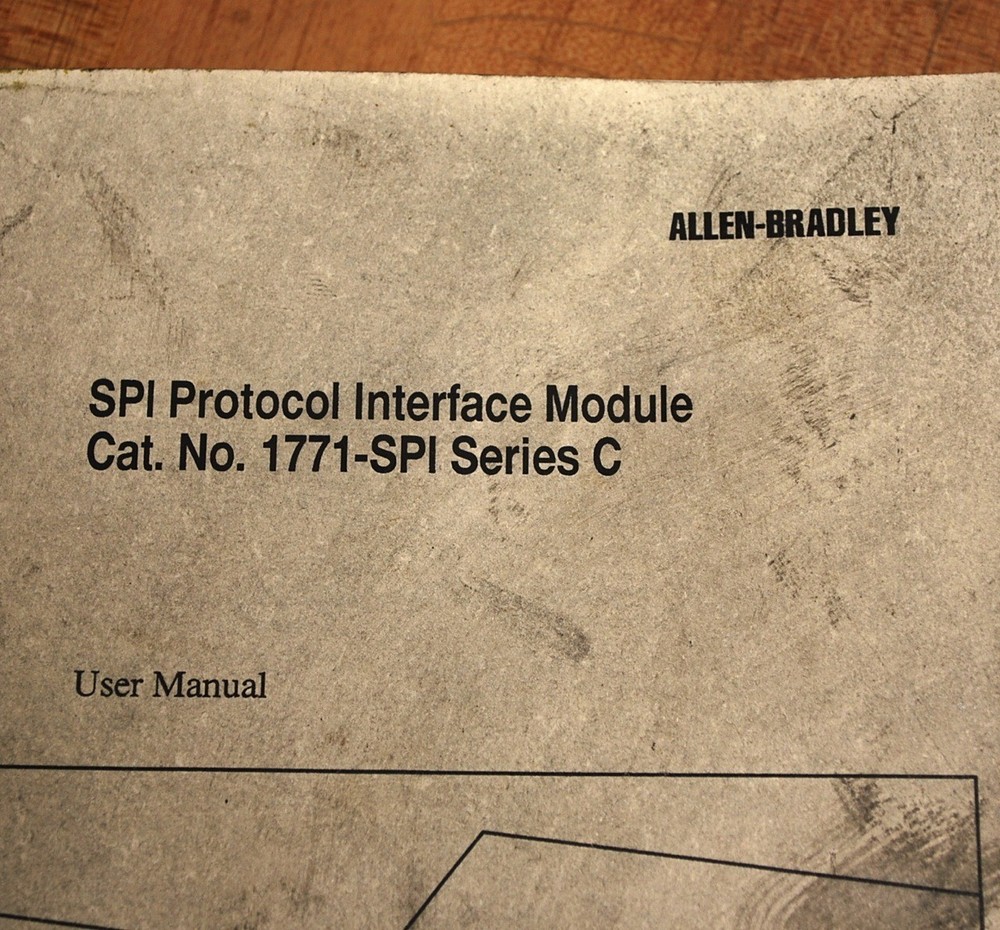 ALLEN-BRADLEY
SPI Protocol Interface Module
Cat. No. 1771-SPI Series C
User Manual